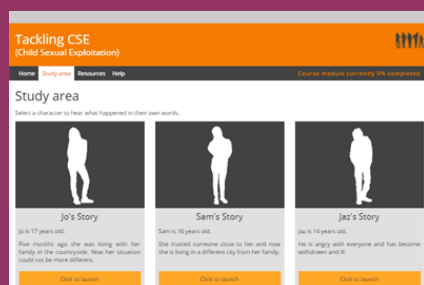 Tackling CSE
(Child Sexual Exploitation)
Home Study area Resources Help
Course module currently 0% completed
Study area
Select a character to hear what happened in their own words.
Jo's Story
Jo is 17 years old.
Five months ago she was living with her
family in the countryside. Now her situation
could not be more different.
Click to launch
Sam's Story
Sam is 16 years old.
She trusted someone close to her and now
she is living in a different city from her family.
Click to launch
Jaz's Story
Jaz is 14 years old.
He is angry with everyone and has become
withdrawn and ill.
Click to launch